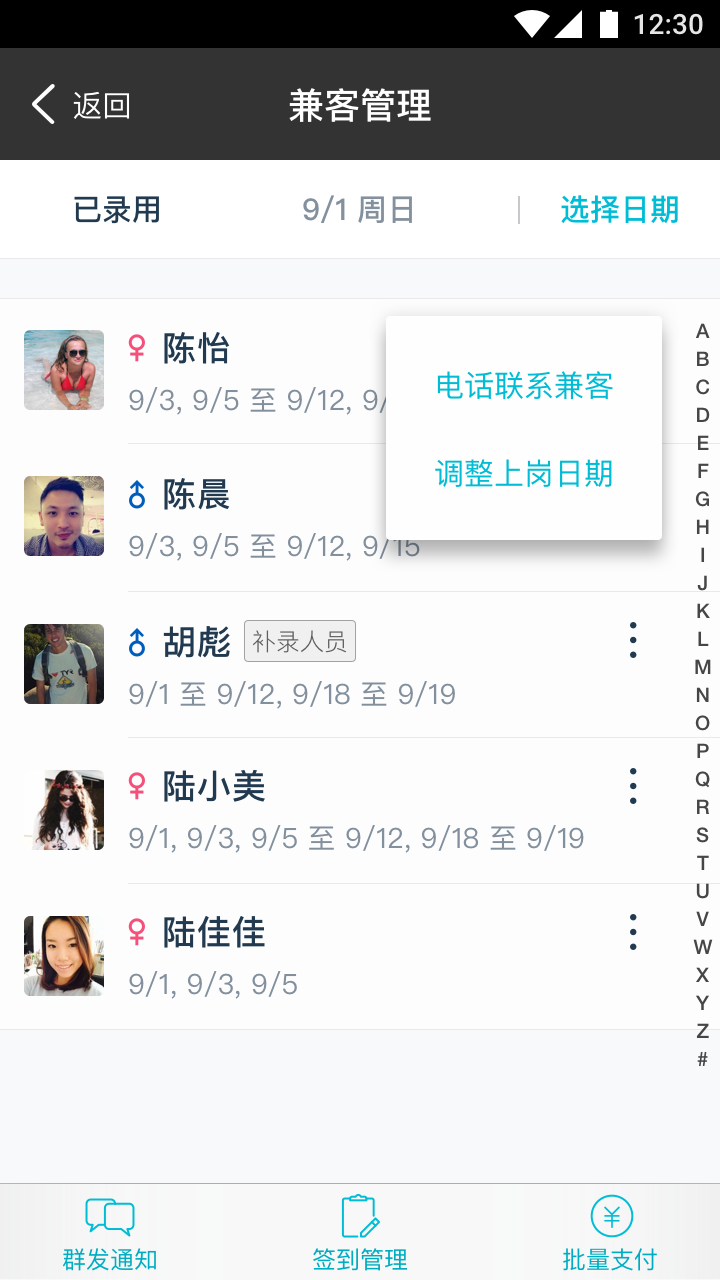 12:30
返回
兼客管理
已录用 9/1 周日 选择日期
陈怡
9/3, 9/5 至 9/12, 9/
电话联系兼客
调整上岗日期
陈晨
9/3, 9/5 至 9/12, 9/15
胡彪 补录人员
9/1 至 9/12, 9/18 至 9/19
陆小美
9/1, 9/3, 9/5 至 9/12, 9/18 至 9/19
陆佳佳
9/1, 9/3, 9/5
A
B
C
D
E
F
G
H
I
J
K
L
M
N
O
P
Q
R
S
T
U
V
W
X
Y
Z
#
群发通知 签到管理 批量支付